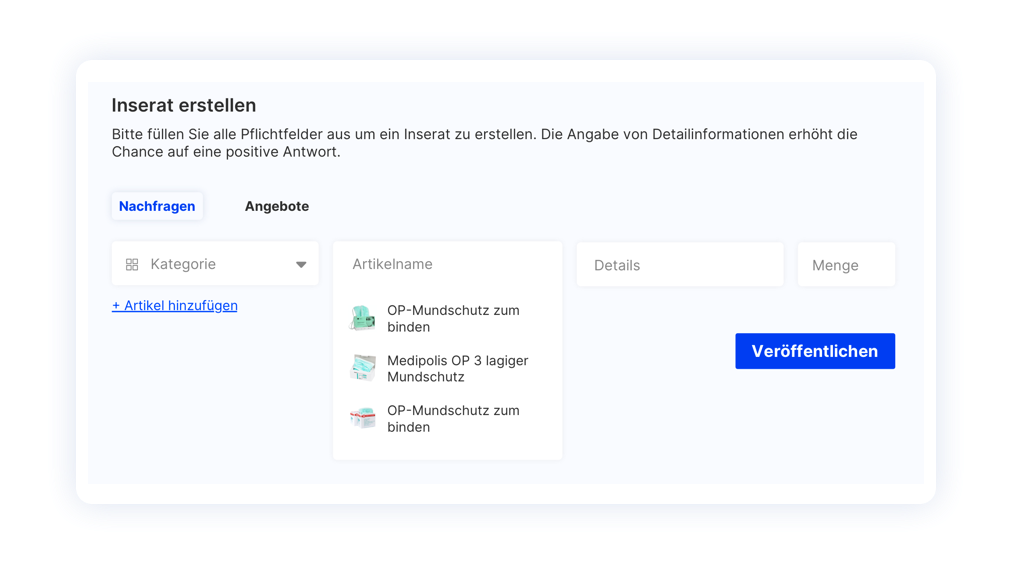 Inserat erstellen
Bitte füllen Sie alle Pflichtfelder aus um ein Inserat zu erstellen. Die Angabe von Detailinformationen erhöht die
Chance auf eine positive Antwort.
Nachfragen
Angebote
Kategorie
Artikelname
Details
Menge
+ Artikel hinzufügen
OP-Mundschutz zum
binden
Medipolis OP 3 lagiger
Mundschutz
OP-Mundschutz zum
binden
Veröffentlichen